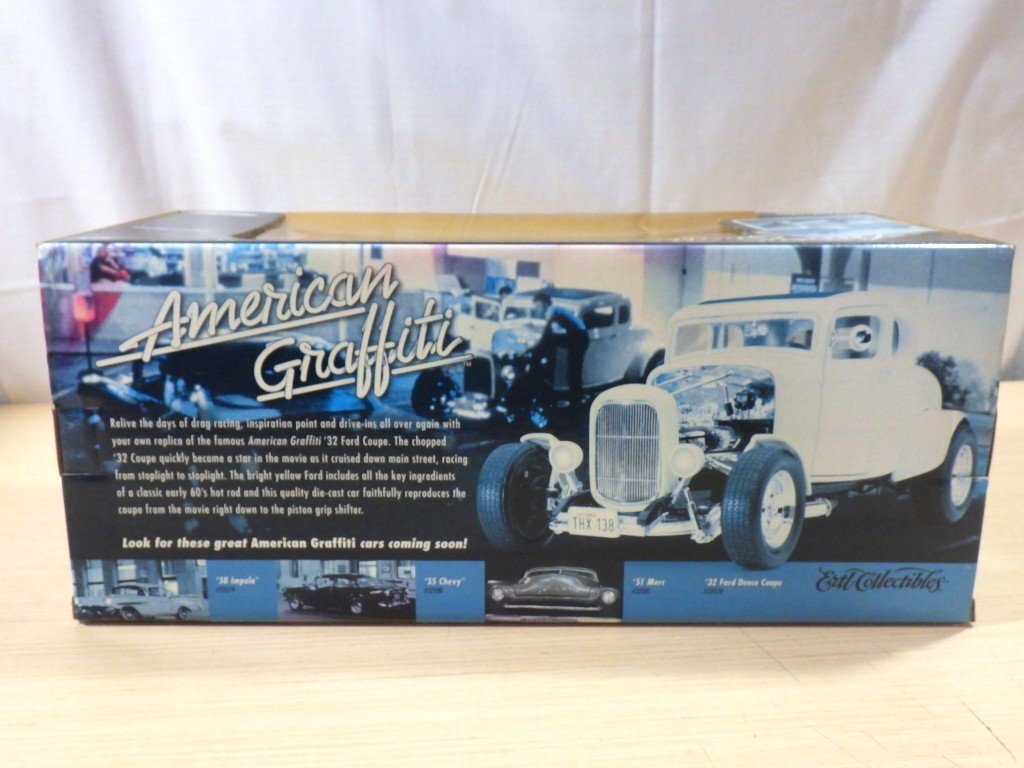 American
Graffiti™
Relive the days of drag racing, inspiration point and drive-ins all over again with
your own replica of the famous American Graffiti '32 Ford Coupe. The chopped
'32 Coupe quickly became a star in the movie as it cruised down main street, racing
from stoplight to stoplight. The bright yellow Ford includes all the key ingredients
of a classic early 60's hot rod and this quality die-cast car faithfully reproduces the
coupe from the movie right down to the piston grip shifter.
Look for these great American Graffiti cars coming soon!
THX 138
'58 Impala"
'55 Chevy"
'51 Merc
'32 Ford Deuce Coupe
Ertl Collectibles